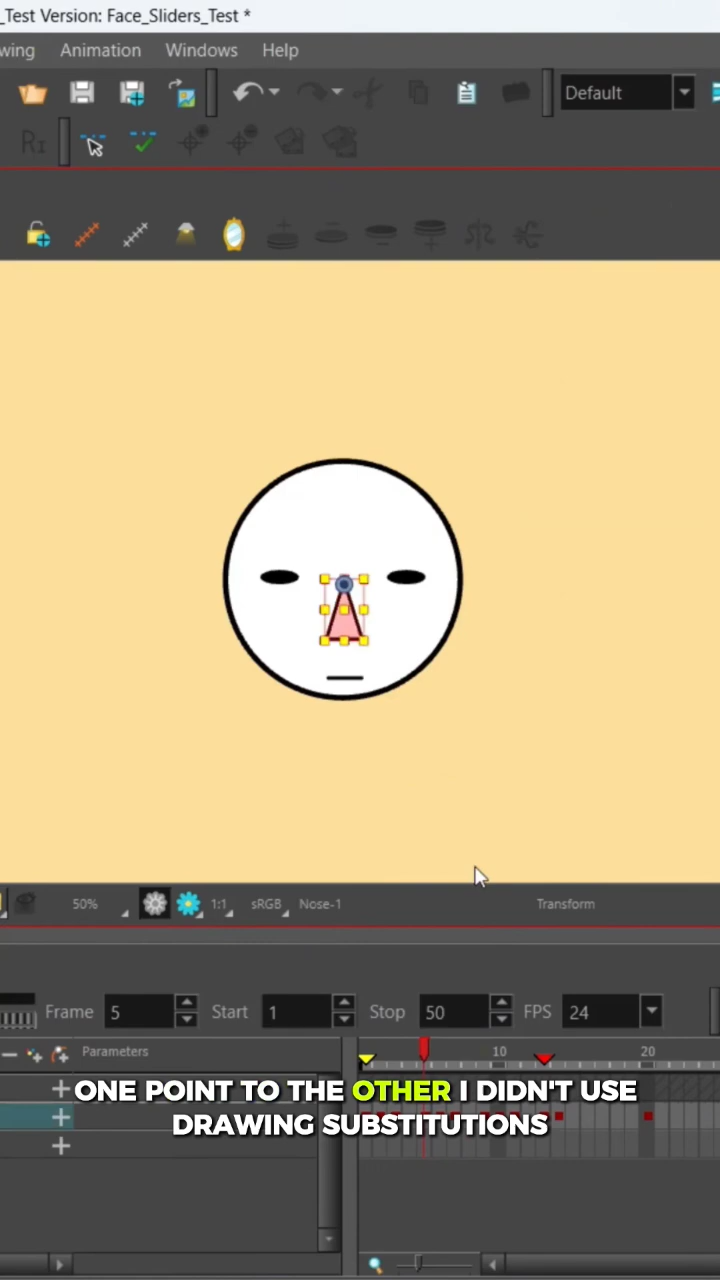 _Test Version: Face_Sliders_Test *
wing Animation Windows Help
Default
RI
50% 1:1 sRGB Nose-1 Transform
Frame 5 Start 1 Stop 50 FPS 24
Parameters 10 20
ONE POINT TO THE OTHER I DIDN'T USE
DRAWING SUBSTITUTIONS